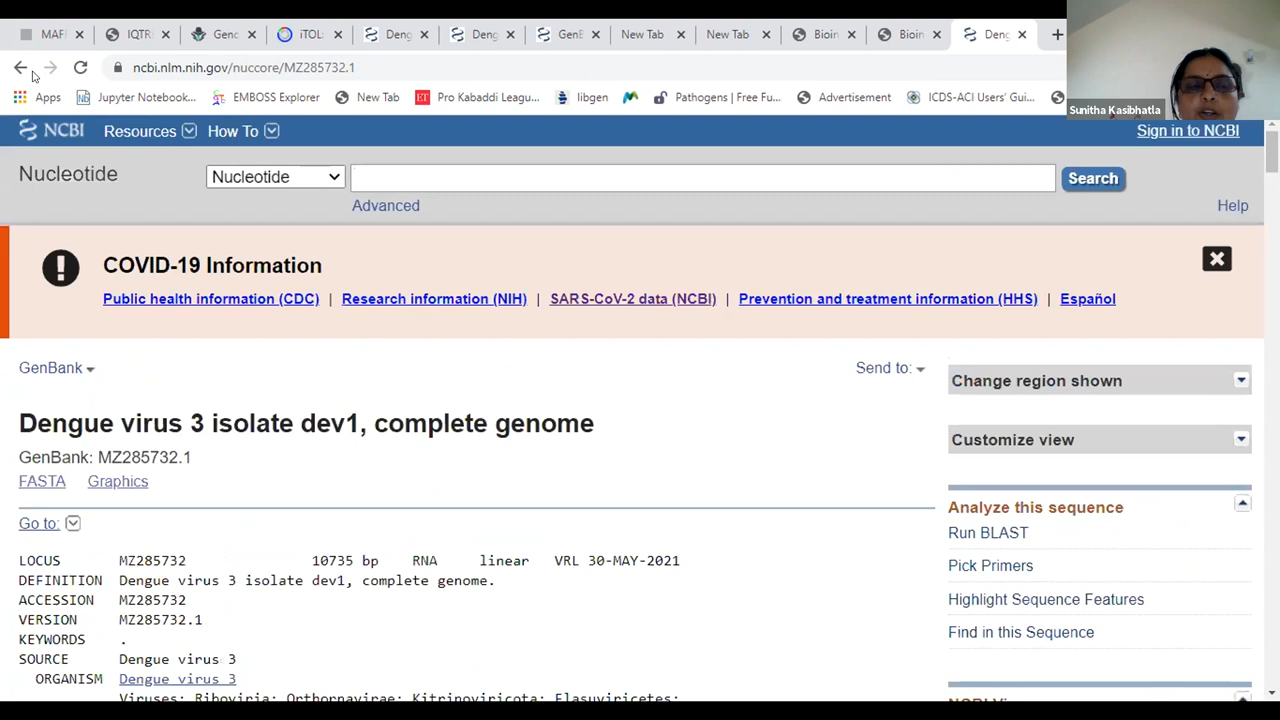 MAF IQTR Genc iTOL: Deng Deng GenB New Tab New Tab Bioin Bioin Deng
ncbi.nlm.nih.gov/nuccore/MZ285732.1
Apps Jupyter Notebook... EMBOSS Explorer New Tab Pro Kabaddi Leagu... libgen Pathogens | Free Fu... Advertisement ICDS-ACI Users' Gui...
Sunitha Kasibhatla
NCBI Resources How To Sign in to NCBI
Nucleotide Nucleotide Search
Advanced Help
COVID-19 Information
Public health information (CDC) | Research information (NIH) | SARS-CoV-2 data (NCBI) | Prevention and treatment information (HHS) | Español
GenBank Send to:
Change region shown
Dengue virus 3 isolate dev1, complete genome
Customize view
GenBank: MZ285732.1
FASTA Graphics
Analyze this sequence
Go to:
Run BLAST
LOCUS MZ285732 10735 bp RNA linear VRL 30-MAY-2021
Pick Primers
DEFINITION Dengue virus 3 isolate dev1, complete genome.
ACCESSION MZ285732
Highlight Sequence Features
VERSION MZ285732.1
KEYWORDS .
Find in this Sequence
SOURCE Dengue virus 3
ORGANISM Dengue virus 3
Viruses; Riboviria; Orthornavirae; Kitrinoviricota; Flasuviricetes;